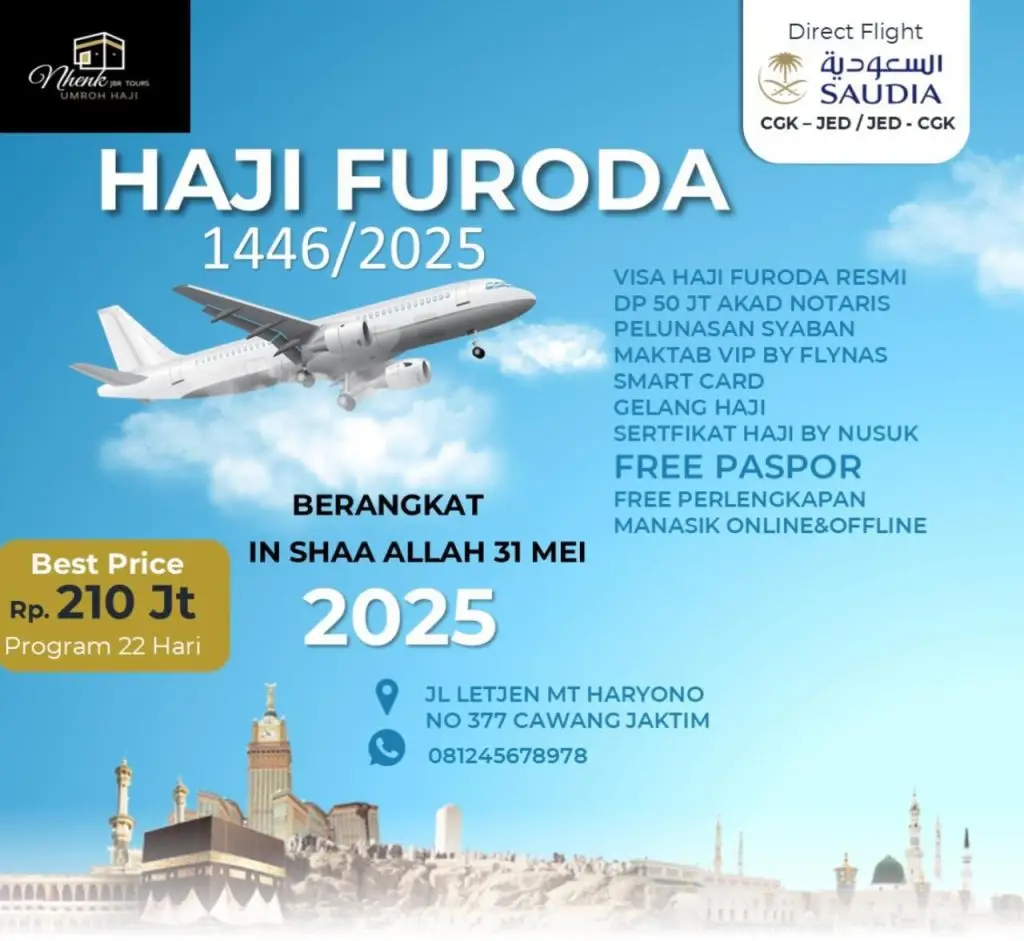 Nhenk JBR TOURS
UMROH HAJI
Direct Flight
السعودية
SAUDIA
CGK – JED / JED - CGK
HAJI FURODA
1446/2025
VISA HAJI FURODA RESMI
DP 50 JT AKAD NOTARIS
PELUNASAN SYABAN
MAKTAB VIP BY FLYNAS
SMART CARD
GELANG HAJI
SERTFIKAT HAJI BY NUSUK
FREE PASPOR
FREE PERLENGKAPAN
MANASIK ONLINE&OFFLINE
BERANGKAT
IN SHAA ALLAH 31 MEI
2025
Best Price
Rp. 210 Jt
Program 22 Hari
JL LETJEN MT HARYONO
NO 377 CAWANG JAKTIM
081245678978